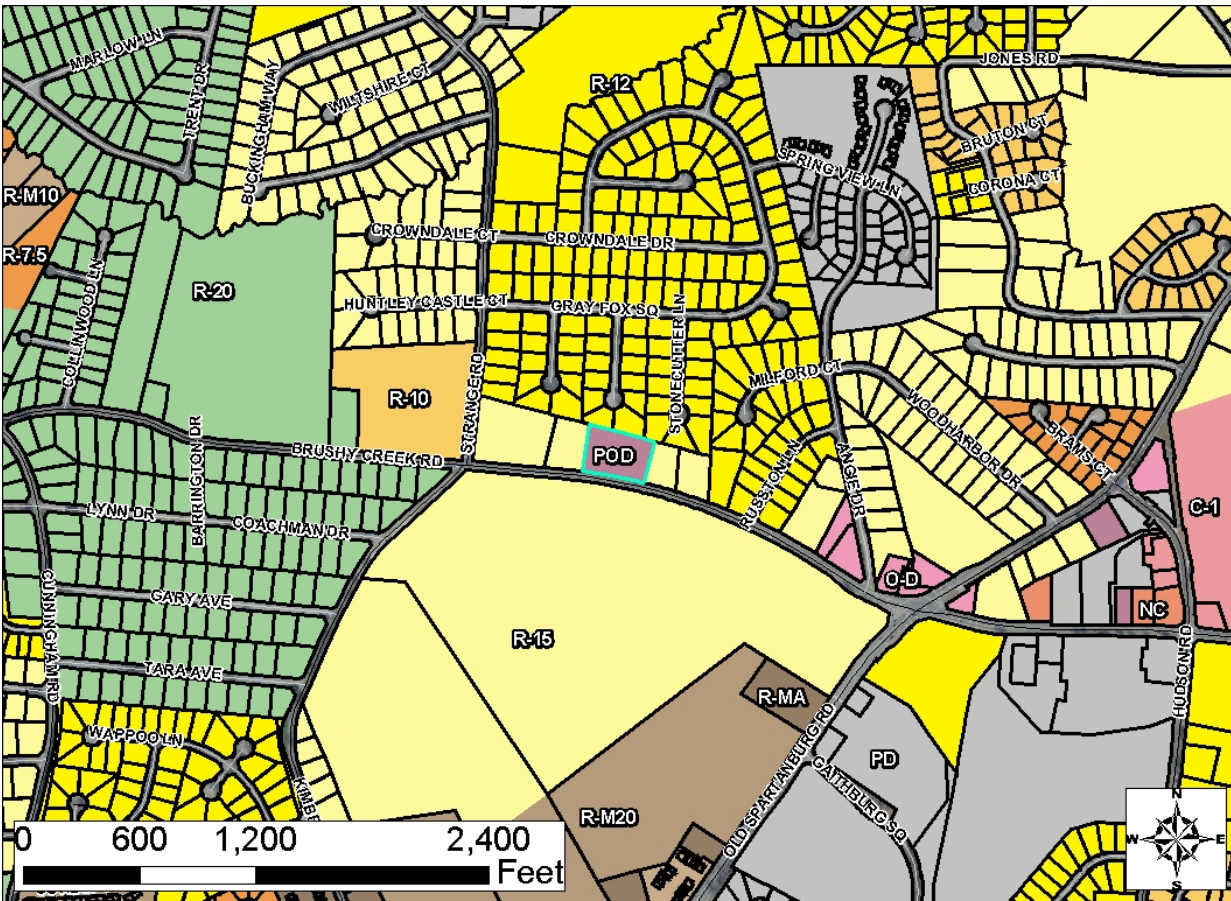 MARLOW LN
TRENT DR
BUCKINGHAM WAY
WILTSHIRE CT
R-12
JONES RD
BRUTON CT
SPRING VIEW LN
CORONA CT
R-M10
R-7.5
R-20
COLLINWOOD LN
CROWNDALE CT
CROWNDALE DR
HUNTLEY CASTLE CT
GRAY FOX SQ
STONECUTTER LN
MILFORD CT
R-10
STRANGE RD
WOODHARBOR DR
BRAMS CT
BRUSHY CREEK RD
BARRINGTON DR
POD
RUSSTON LN
ANGIE DR
C-1
LYNN DR
COACHMAN DR
O-D
NC
CUNNINGHAM RD
GARY AVE
R-15
TARA AVE
R-MA
HUDSON RD
WAPPOO LN
PD
GAITHBURG SQ
OLD SPARTANBURG RD
R-M20
0 600 1,200 2,400
Feet
N
W E
S